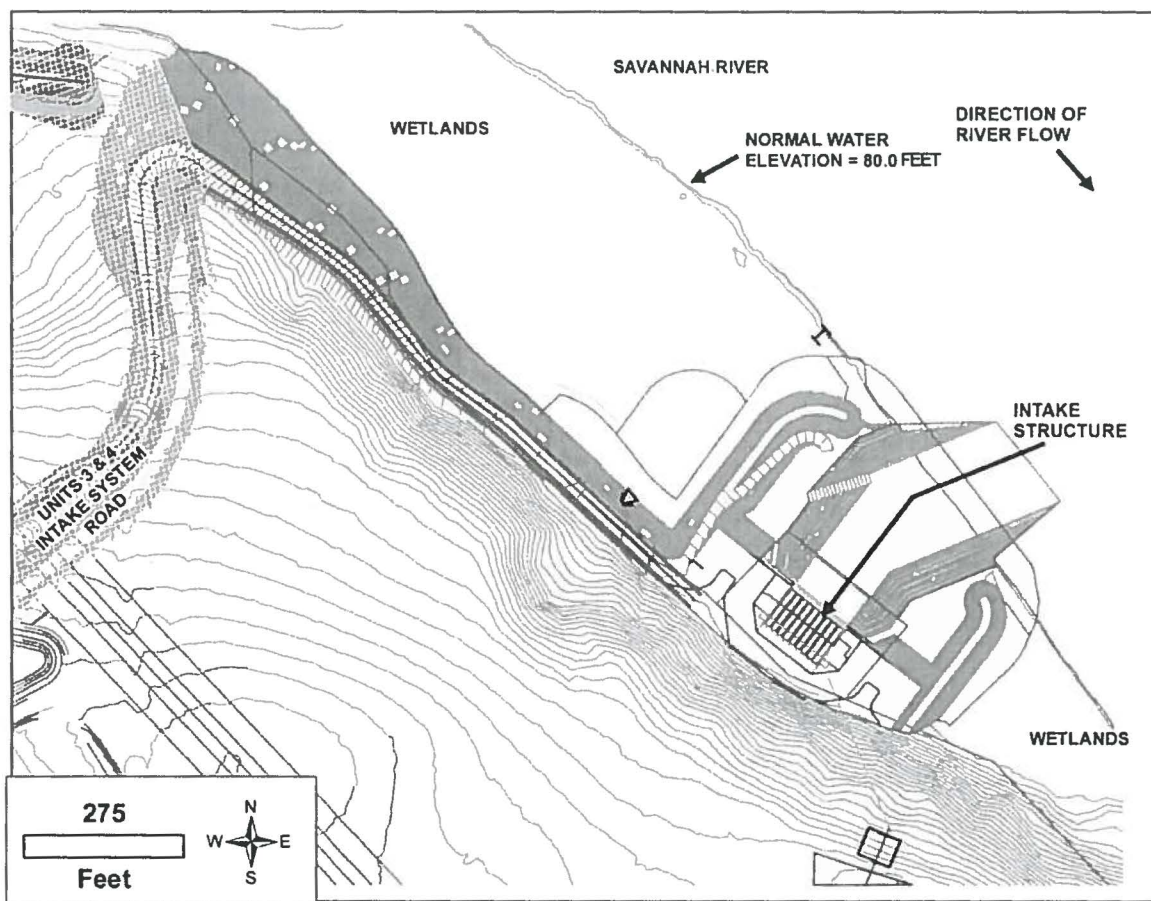 SAVANNAH RIVER
WETLANDS
DIRECTION OF
RIVER FLOW
NORMAL WATER
ELEVATION = 80.0 FEET
INTAKE
STRUCTURE
UNITS 3 & 4
INTAKE SYSTEM
ROAD
WETLANDS
275
Feet
N
W E
S